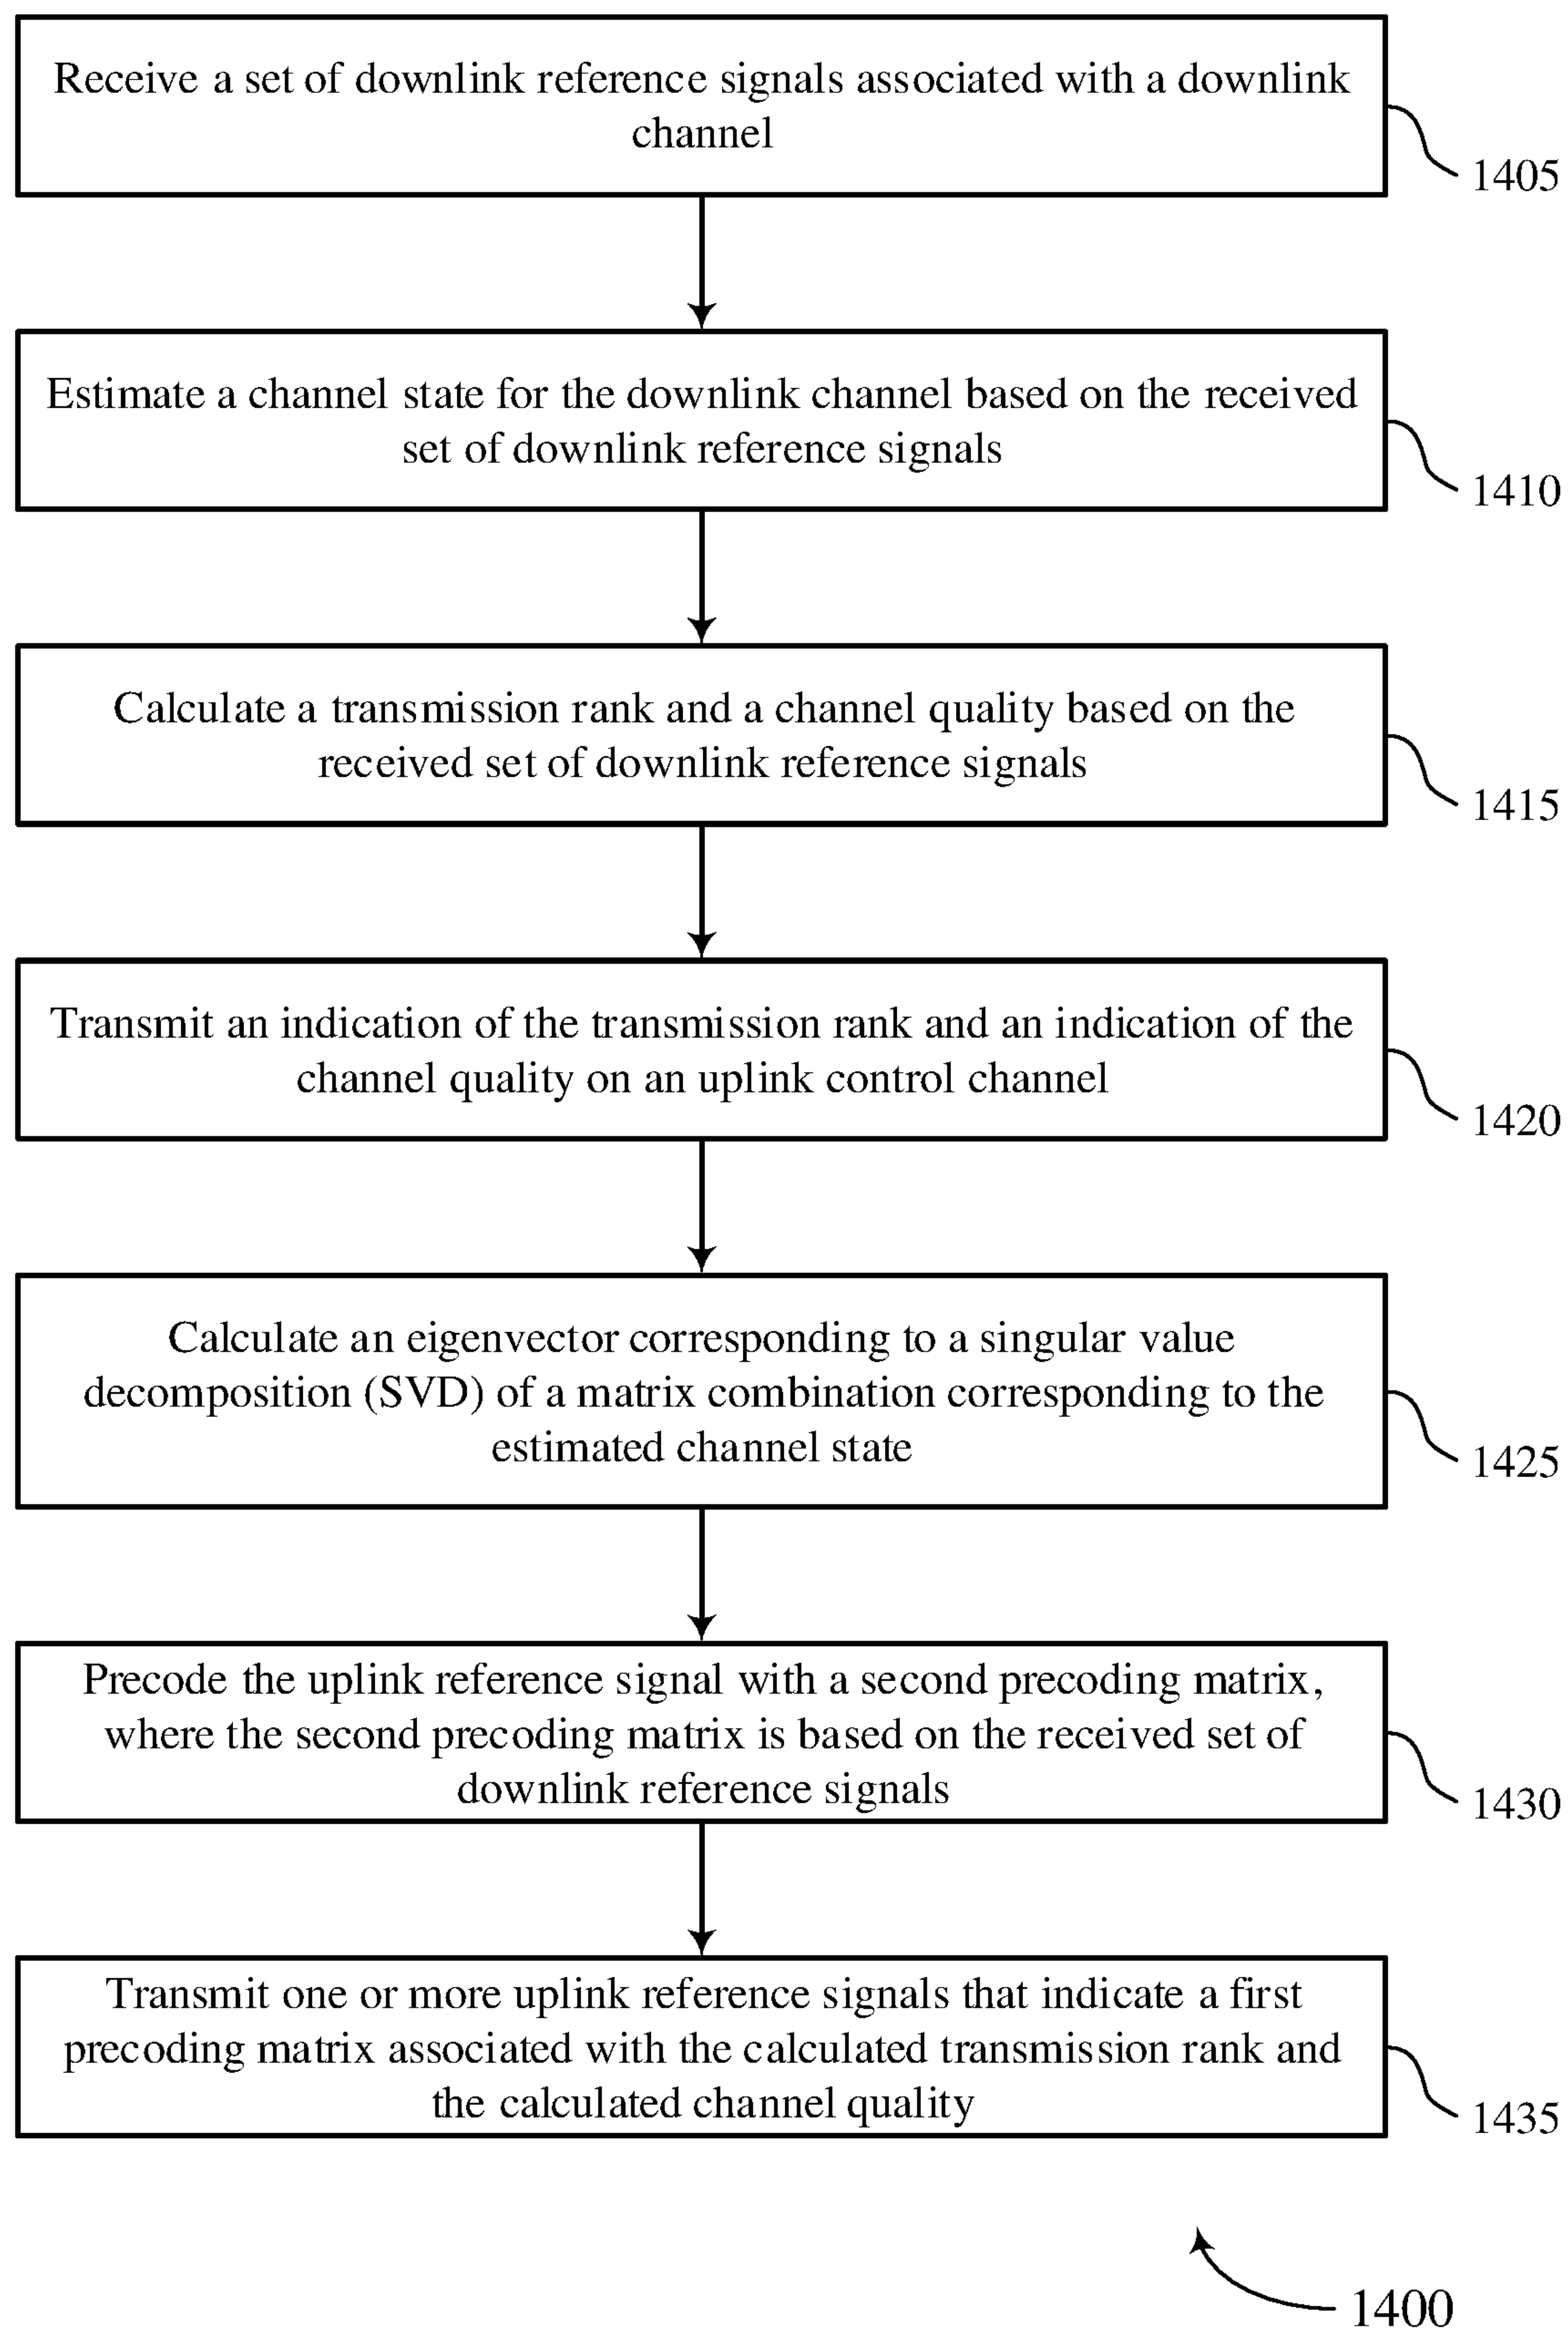 Receive a set of downlink reference signals associated with a downlink
channel
1405
Estimate a channel state for the downlink channel based on the received
set of downlink reference signals
1410
Calculate a transmission rank and a channel quality based on the
received set of downlink reference signals
1415
Transmit an indication of the transmission rank and an indication of the
channel quality on an uplink control channel
1420
Calculate an eigenvector corresponding to a singular value
decomposition (SVD) of a matrix combination corresponding to the
estimated channel state
1425
Precode the uplink reference signal with a second precoding matrix,
where the second precoding matrix is based on the received set of
downlink reference signals
1430
Transmit one or more uplink reference signals that indicate a first
precoding matrix associated with the calculated transmission rank and
the calculated channel quality
1435
1400